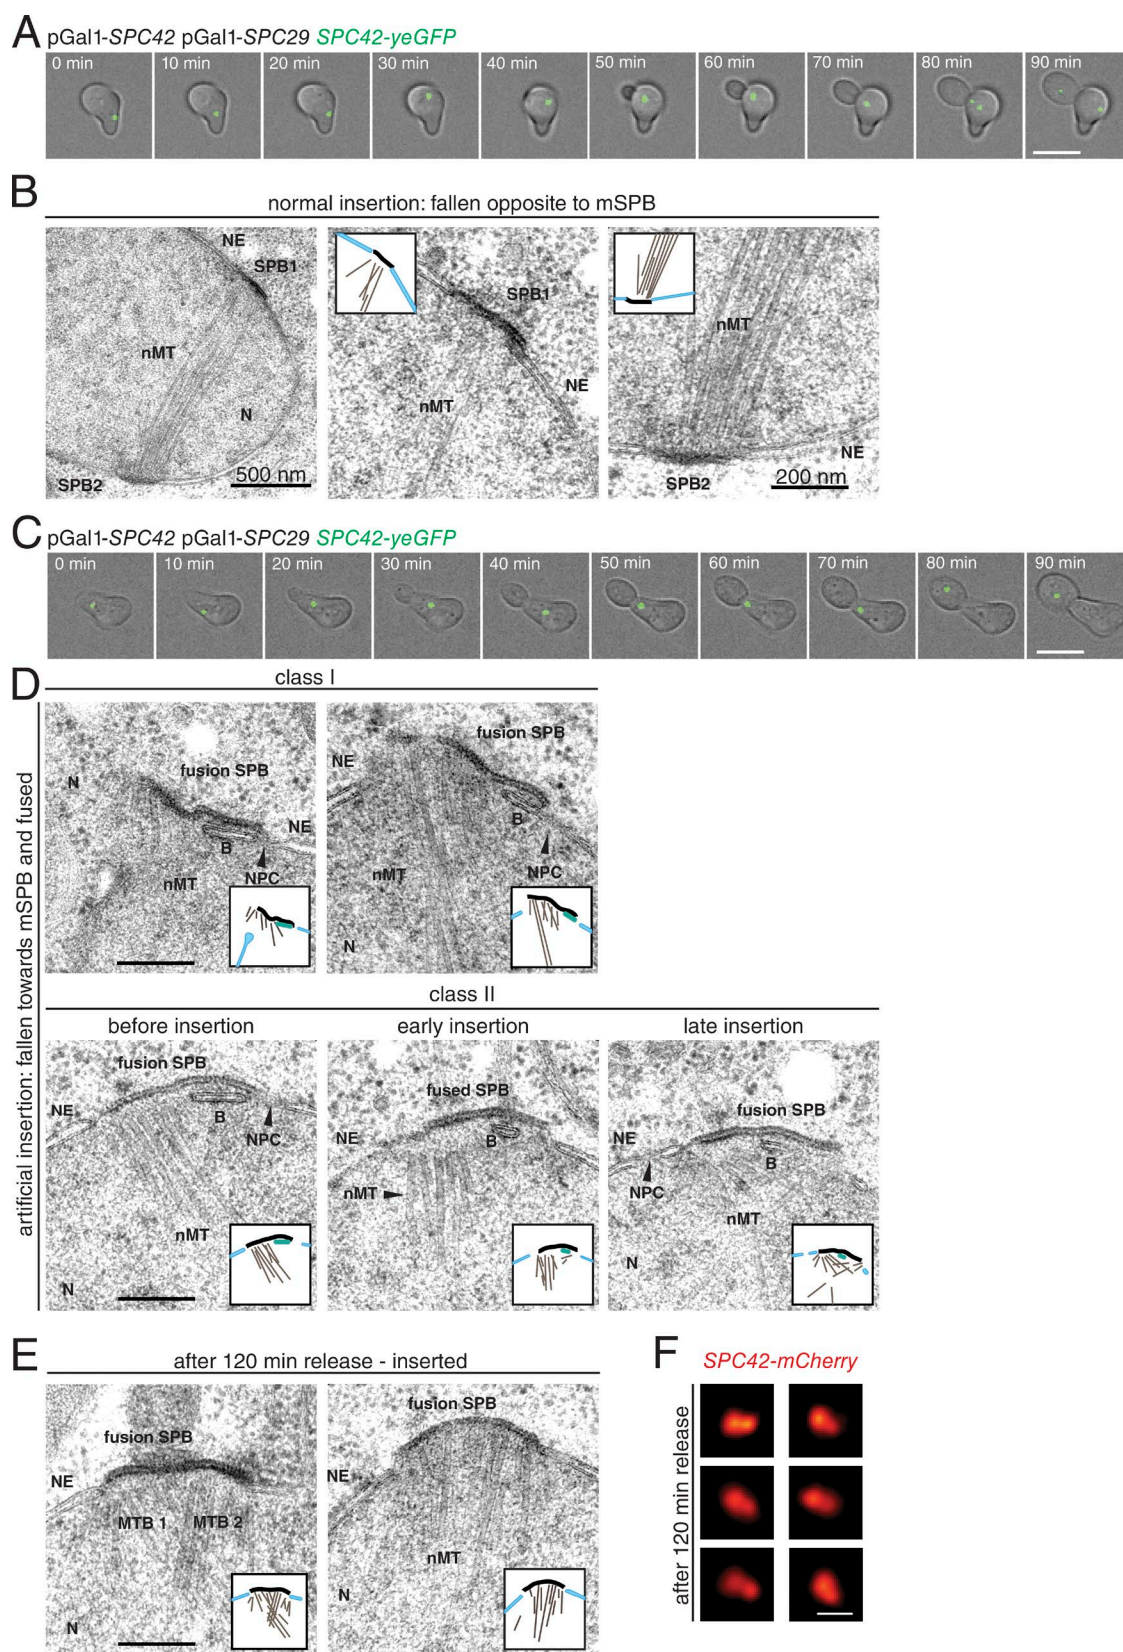 A
pGal1-SPC42 pGal1-SPC29 SPC42-yeGFP
0 min 10 min 20 min 30 min 40 min 50 min 60 min 70 min 80 min 90 min
B
normal insertion: fallen opposite to mSPB
NE
SPB1
nMT
N
SPB2
500 nm
SPB1
NE
nMT
nMT
NE
SPB2
200 nm
C
pGal1-SPC42 pGal1-SPC29 SPC42-yeGFP
0 min 10 min 20 min 30 min 40 min 50 min 60 min 70 min 80 min 90 min
D
artificial insertion: fallen towards mSPB and fused
class I
N
fusion SPB
NE
B
nMT
NPC
fusion SPB
NE
B
nMT
NPC
N
class II
before insertion
early insertion
late insertion
fusion SPB
NE
B
NPC
nMT
N
fused SPB
NE
B
nMT
fusion SPB
NE
B
NPC
nMT
N
E
after 120 min release - inserted
fusion SPB
NE
MTB 1
MTB 2
N
fusion SPB
NE
nMT
N
F
SPC42-mCherry
after 120 min release